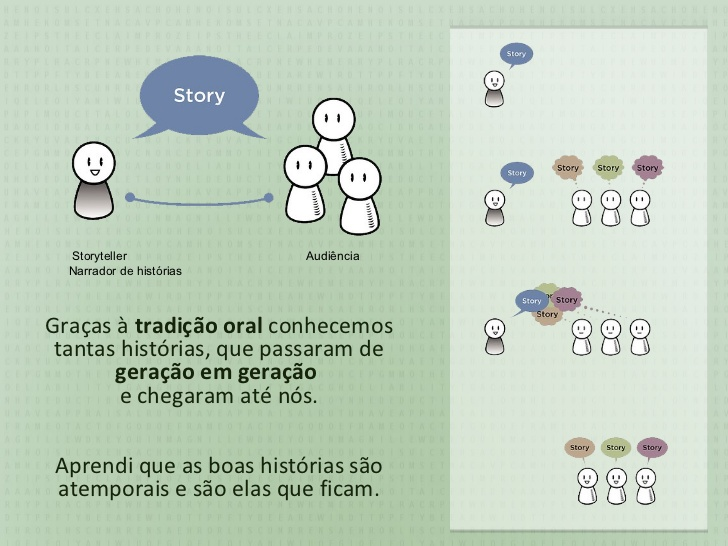 Story
Storyteller
Narrador de histórias
Audiência
Graças à tradição oral conhecemos
tantas histórias, que passaram de
geração em geração
e chegaram até nós.
Aprendi que as boas histórias são
atemporais e são elas que ficam.
Story
Story
Story
Story
Story
Story
Story
Story
Story
Story
Story